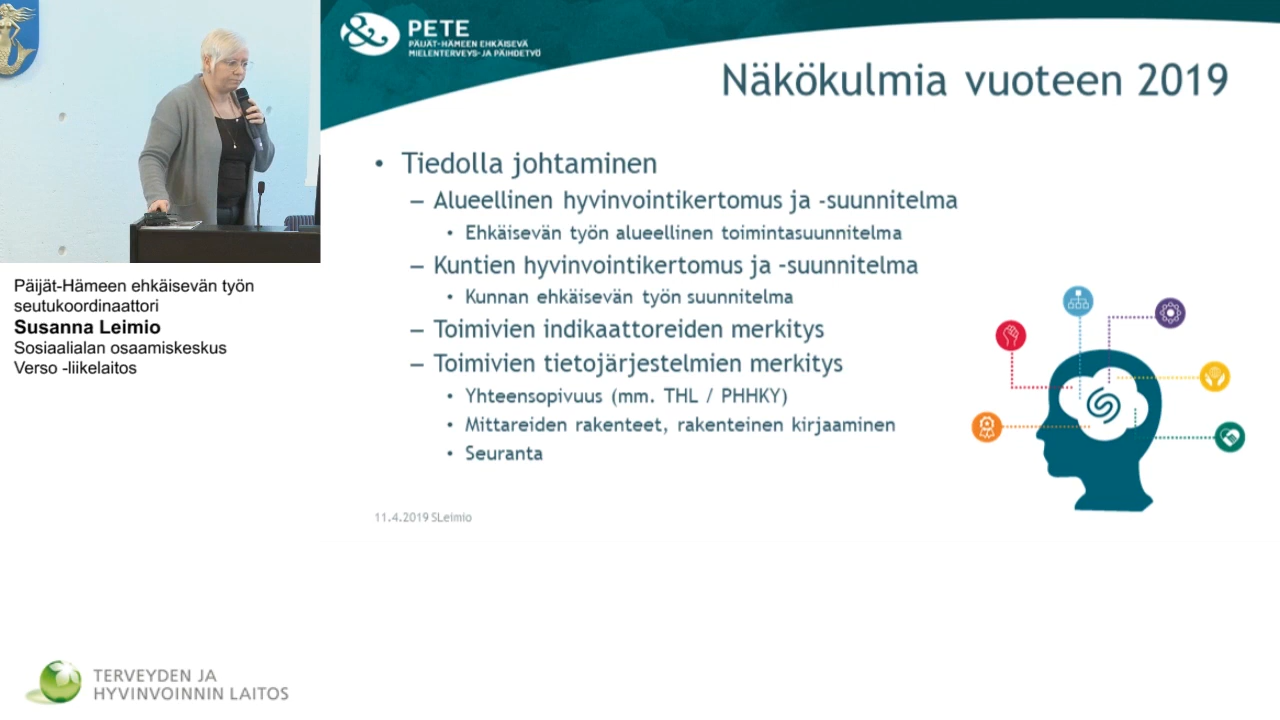 PETE
PÄIJÄT-HÄMEEN EHKÄISEVÄ
MIELENTERVEYS- JA PÄIHDETYÖ
Näkökulmia vuoteen 2019
• Tiedolla johtaminen
– Alueellinen hyvinvointikertomus ja -suunnitelma
• Ehkäisevän työn alueellinen toimintasuunnitelma
– Kuntien hyvinvointikertomus ja -suunnitelma
• Kunnan ehkäisevän työn suunnitelma
– Toimivien indikaattoreiden merkitys
– Toimivien tietojärjestelmien merkitys
• Yhteensopivuus (mm. THL / PHHKY)
• Mittareiden rakenteet, rakenteinen kirjaaminen
• Seuranta
11.4.2019 SLeimio
Päijät-Hämeen ehkäisevän työn
seutukoordinaattori
Susanna Leimio
Sosiaalialan osaamiskeskus
Verso -liikelaitos
TERVEYDEN JA
HYVINVOINNIN LAITOS